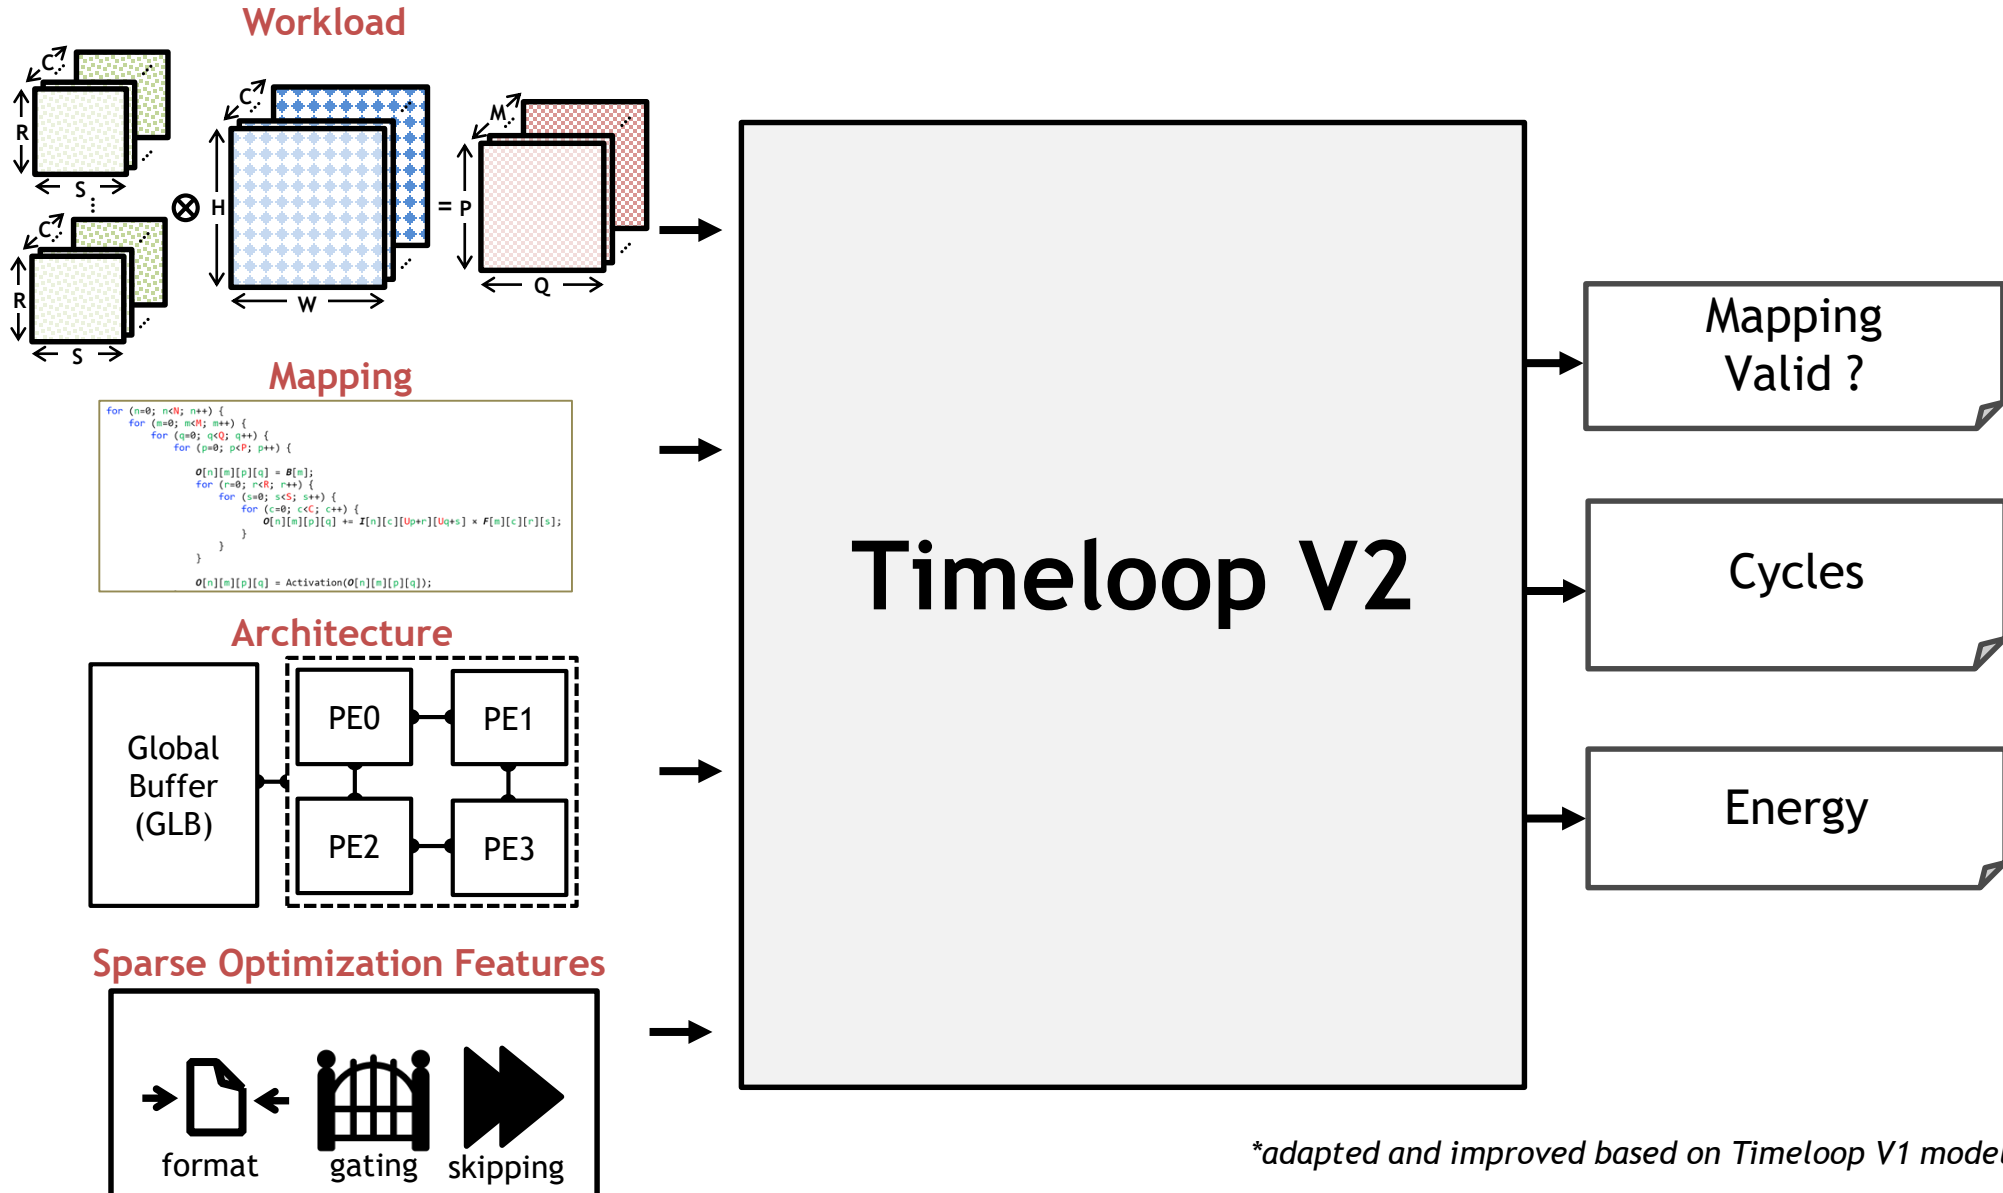 Workload
C
R
S
C
R
S
⊗
C
H
W
=
M
P
Q
Mapping
for (n=0; n<N; n++) {
for (m=0; m<M; m++) {
for (q=0; q<Q; q++) {
for (p=0; p<P; p++) {
O[n][m][p][q] = B[m];
for (r=0; r<R; r++) {
for (s=0; s<S; s++) {
for (c=0; c<C; c++) {
O[n][m][p][q] += I[n][c][Up+r][Uq+s] × F[m][c][r][s];
}
}
}
O[n][m][p][q] = Activation(O[n][m][p][q]);
Architecture
Global
Buffer
(GLB)
PE0
PE1
PE2
PE3
Sparse Optimization Features
format
gating
skipping
Timeloop V2
Mapping
Valid ?
Cycles
Energy
*adapted and improved based on Timeloop V1 model